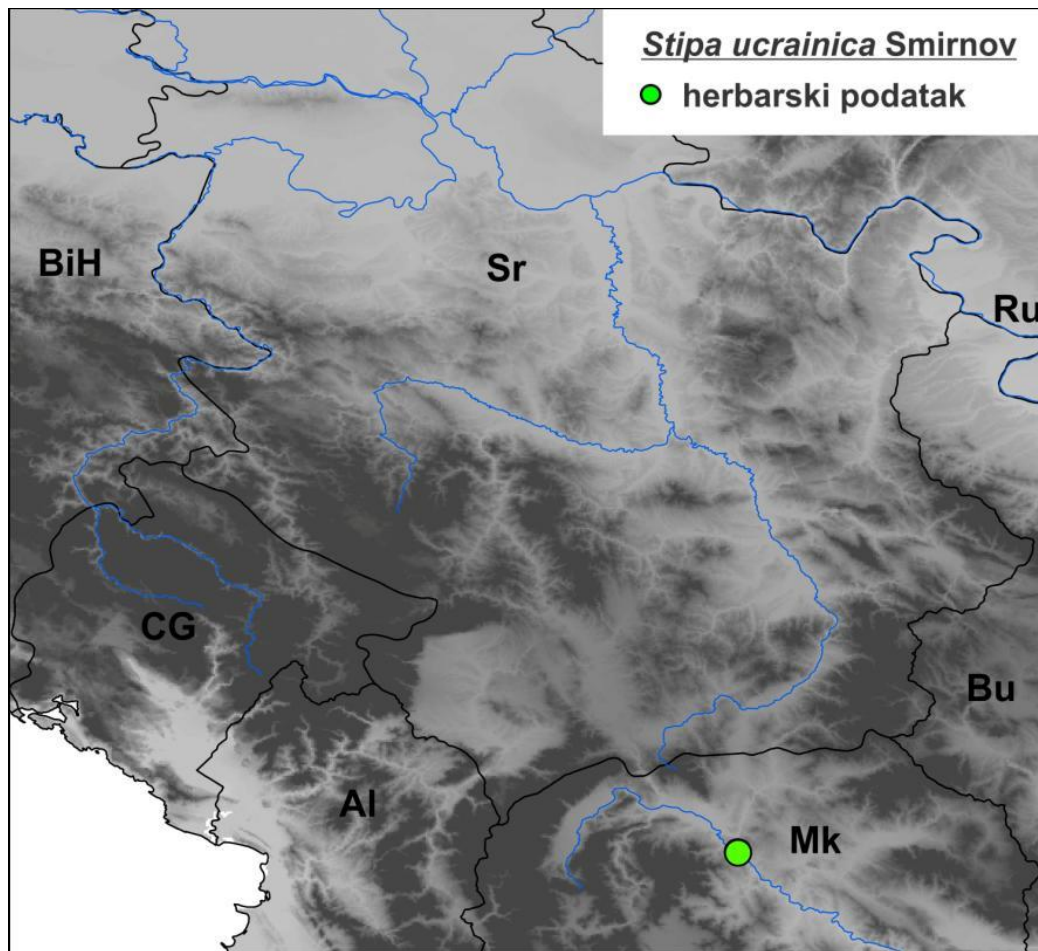 Stipa ucrainica Smirnov
herbarski podatak
BiH
Sr
Ru
CG
Bu
Al
Mk